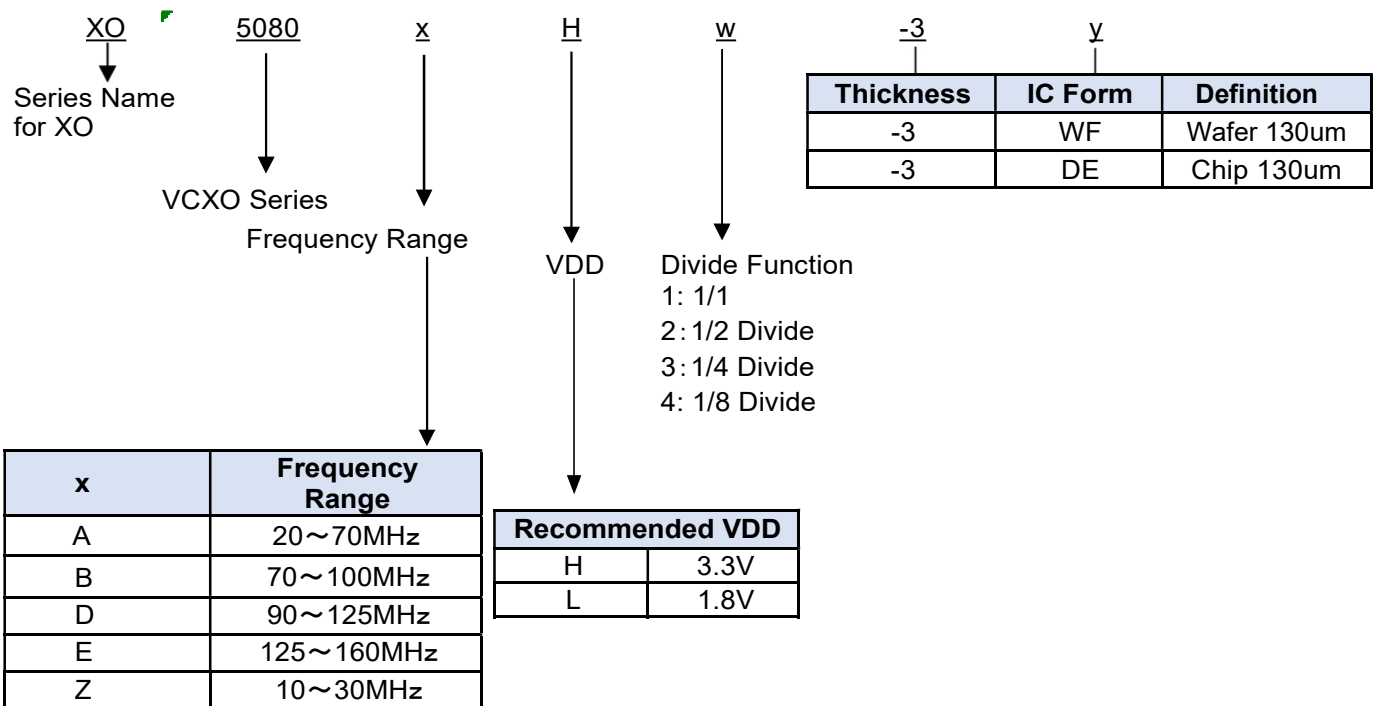 XO 5080 x H w -3 y
Series Name
for XO
VCXO Series
Frequency Range
VDD
Divide Function
1: 1/1
2:1/2 Divide
3:1/4 Divide
4: 1/8 Divide
Thickness IC Form Definition
-3 WF Wafer 130um
-3 DE Chip 130um
x Frequency
Range
A 20~70MHz
B 70~100MHz
D 90~125MHz
E 125~160MHz
Z 10~30MHz
Recommended VDD
H 3.3V
L 1.8V